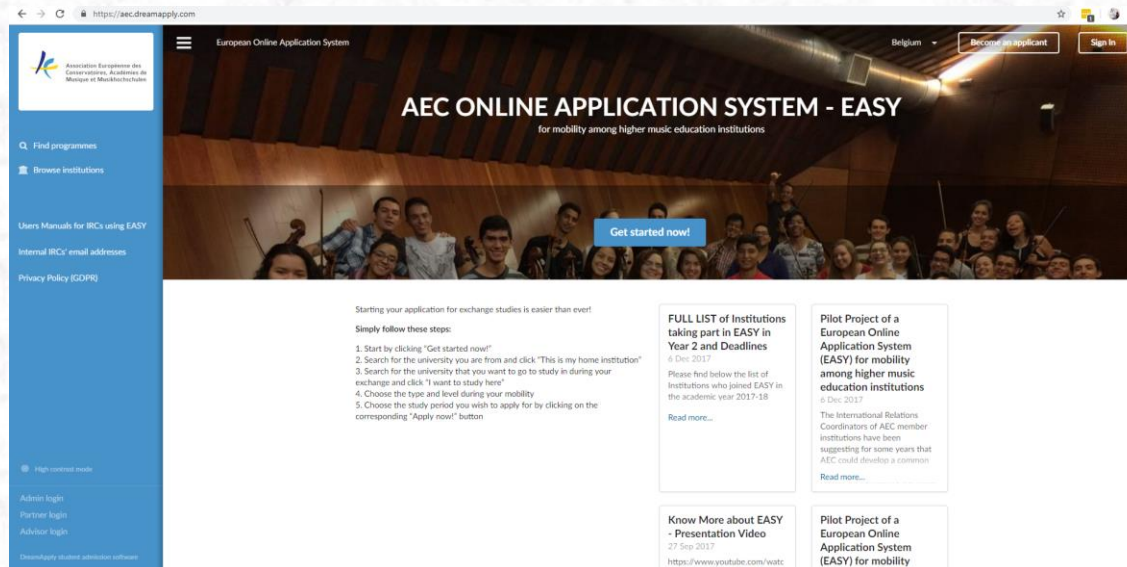 https://aec.dreamapply.com
Association Européenne des
Conservatoires, Académies de
Musique et Musikhochschulen
Find programmes
Browse institutions
Users Manuals for IRCs using EASY
Internal IRCs' email addresses
Privacy Policy (GDPR)
High contrast mode
Admin login
Partner login
Advisor login
DreamApply student admission software
European Online Application System
Belgium
Become an applicant
Sign In
AEC ONLINE APPLICATION SYSTEM - EASY
for mobility among higher music education institutions
Get started now!
Starting your application for exchange studies is easier than ever!
Simply follow these steps:
1. Start by clicking "Get started now!"
2. Search for the university you are from and click "This is my home institution"
3. Search for the university that you want to go to study in during your
exchange and click "I want to study here"
4. Choose the type and level during your mobility
5. Choose the study period you wish to apply for by clicking on the
corresponding "Apply now!" button
FULL LIST of Institutions
taking part in EASY in
Year 2 and Deadlines
6 Dec 2017
Please find below the list of
Institutions who joined EASY in
the academic year 2017-18
Read more...
Pilot Project of a
European Online
Application System
(EASY) for mobility
among higher music
education institutions
6 Dec 2017
The International Relations
Coordinators of AEC member
institutions have been
suggesting for some years that
AEC could develop a common
Read more...
Know More about EASY
- Presentation Video
27 Sep 2017
https://www.youtube.com/watc
Pilot Project of a
European Online
Application System
(EASY) for mobility